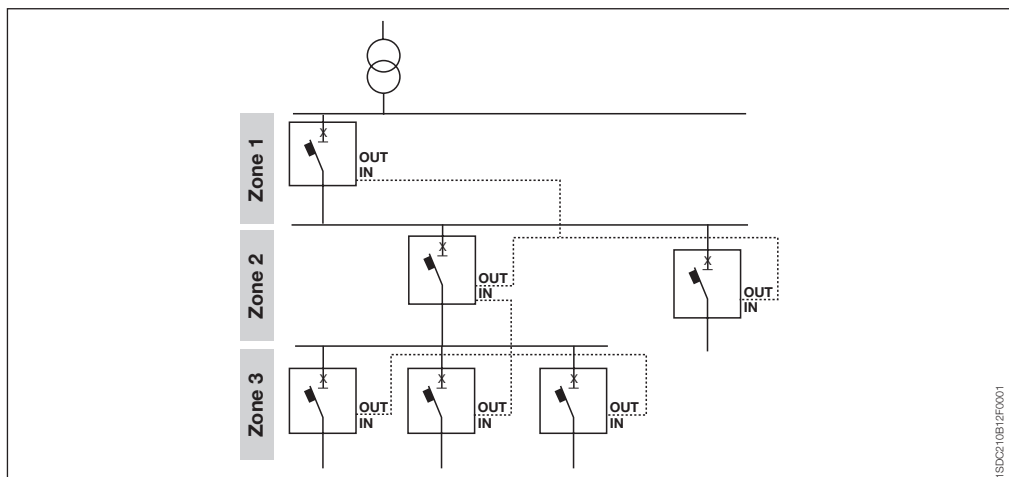 Zone 1
OUT
IN
Zone 2
OUT
IN
OUT
IN
Zone 3
OUT
IN
OUT
IN
OUT
IN
1SDC210B12F0001